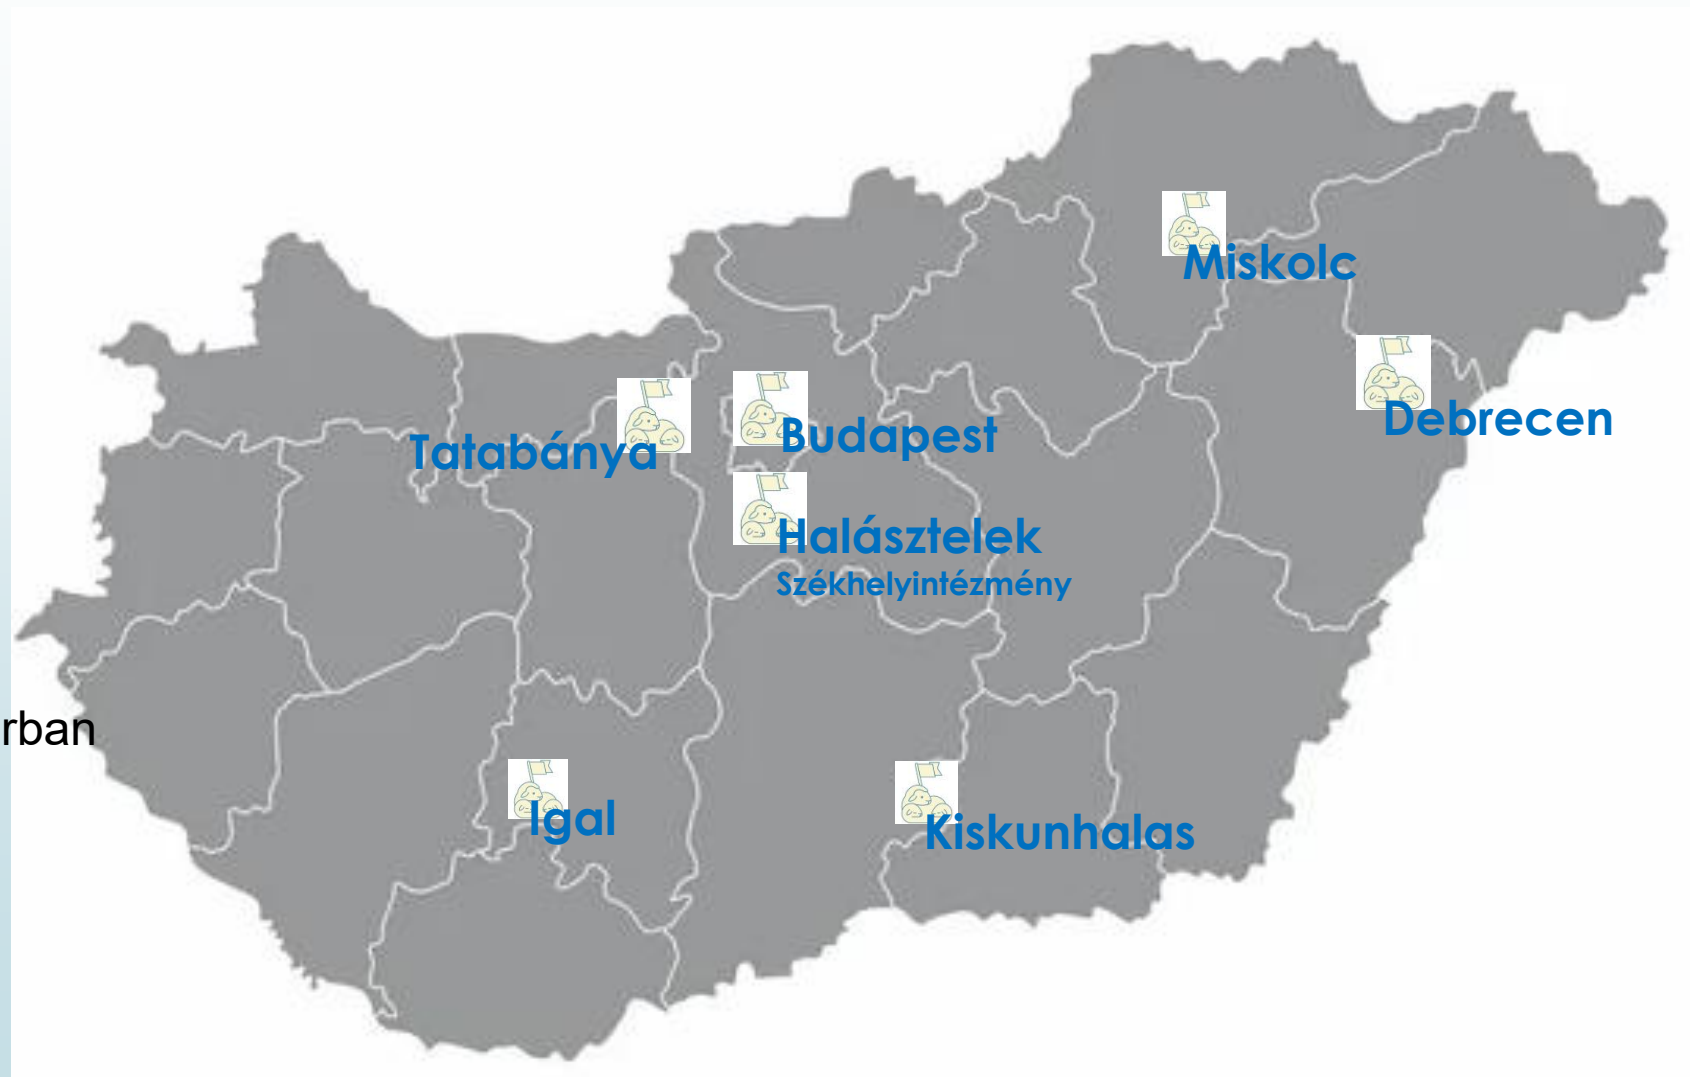 Miskolc
Debrecen
Budapest
Tatabánya
Halásztelek
Székhelyintézmény
rban
Igal
Kiskunhalas